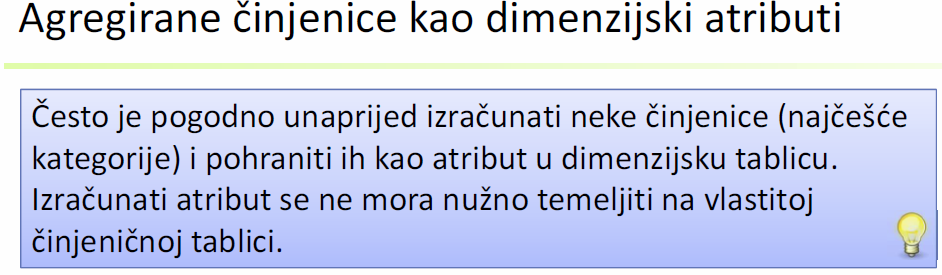 Agregirane činjenice kao dimenzijski atributi
Često je pogodno unaprijed izračunati neke činjenice (najčešće
kategorije) i pohraniti ih kao atribut u dimenzijsku tablicu.
Izračunati atribut se ne mora nužno temeljiti na vlastitoj
činjeničnoj tablici.